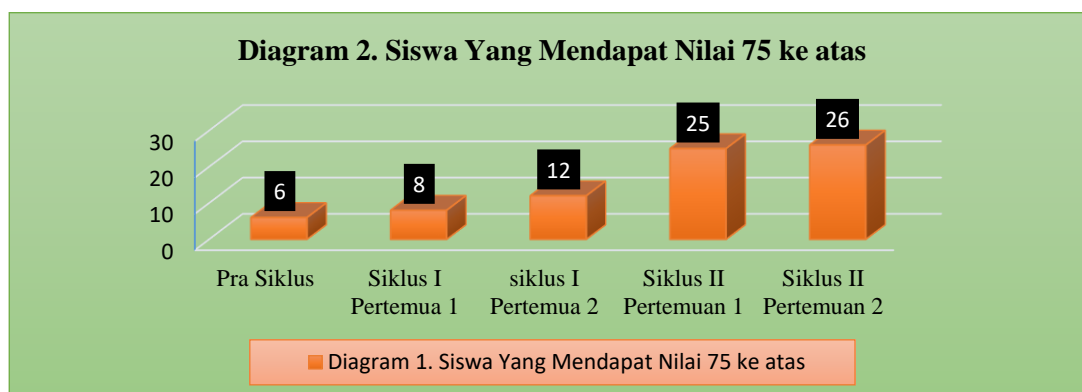 Diagram 2. Siswa Yang Mendapat Nilai 75 ke atas
30
20
10
0
6
8
12
25
26
Pra Siklus
Siklus I
Pertemua 1
siklus I
Pertemua 2
Siklus II
Pertemuan 1
Siklus II
Pertemuan 2
Diagram 1. Siswa Yang Mendapat Nilai 75 ke atas